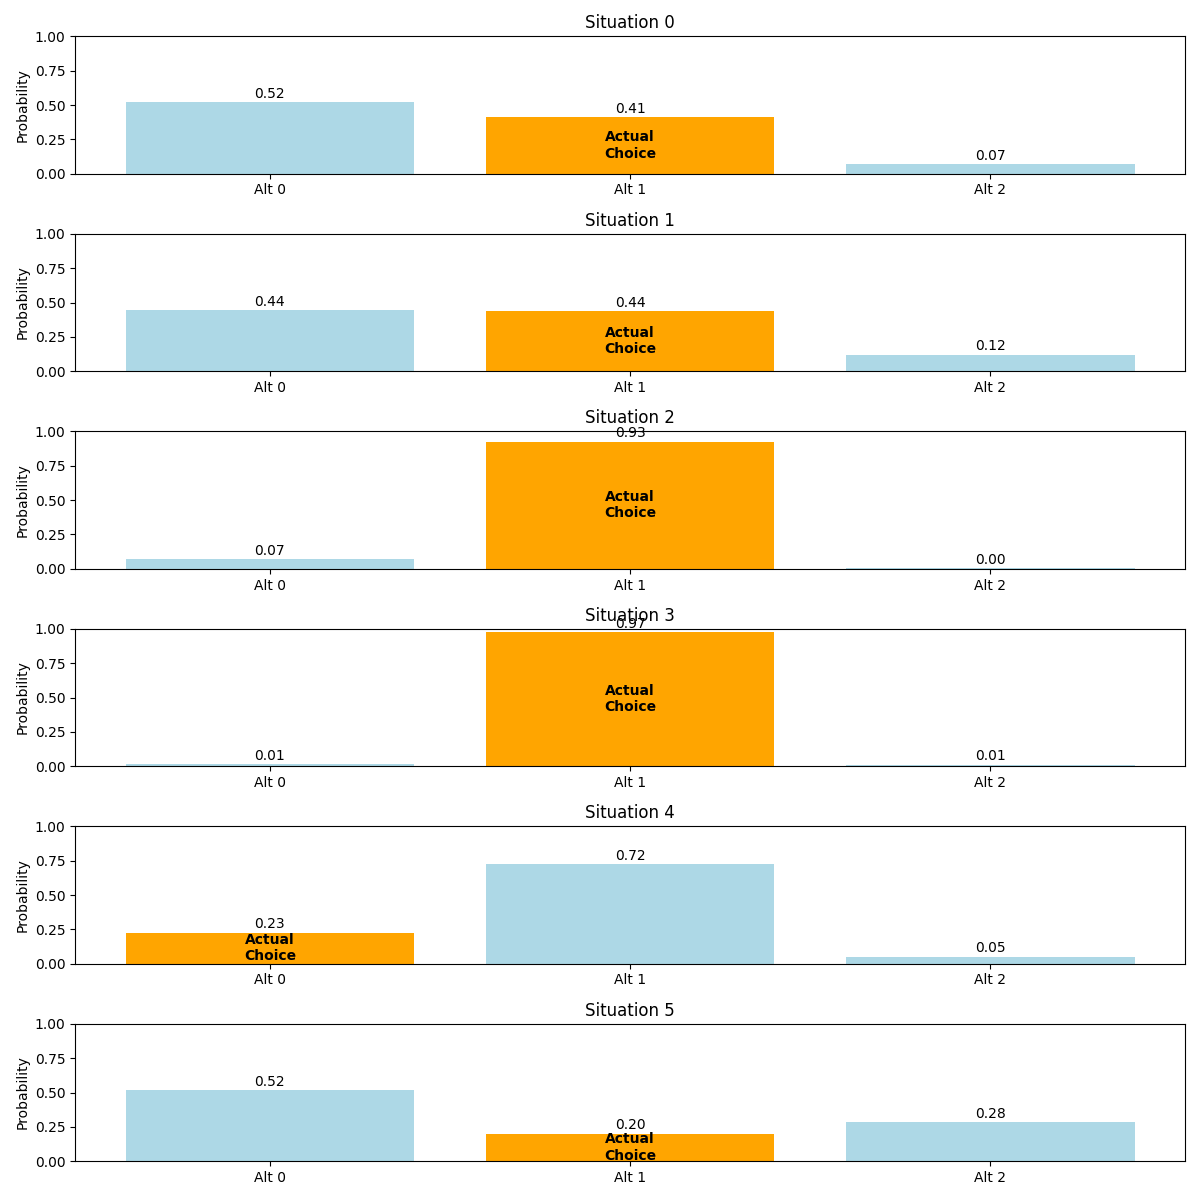 Situation 0
Probability
1.00
0.75
0.50
0.25
0.00
0.52
0.41
0.07
Actual
Choice
Alt 0
Alt 1
Alt 2
Situation 1
Probability
1.00
0.75
0.50
0.25
0.00
0.44
0.44
0.12
Actual
Choice
Alt 0
Alt 1
Alt 2
Situation 2
Probability
1.00
0.75
0.50
0.25
0.00
0.07
0.93
0.00
Actual
Choice
Alt 0
Alt 1
Alt 2
Situation 3
Probability
1.00
0.75
0.50
0.25
0.00
0.01
0.97
0.01
Actual
Choice
Alt 0
Alt 1
Alt 2
Situation 4
Probability
1.00
0.75
0.50
0.25
0.00
0.23
0.72
0.05
Actual
Choice
Alt 0
Alt 1
Alt 2
Situation 5
Probability
1.00
0.75
0.50
0.25
0.00
0.52
0.20
0.28
Actual
Choice
Alt 0
Alt 1
Alt 2